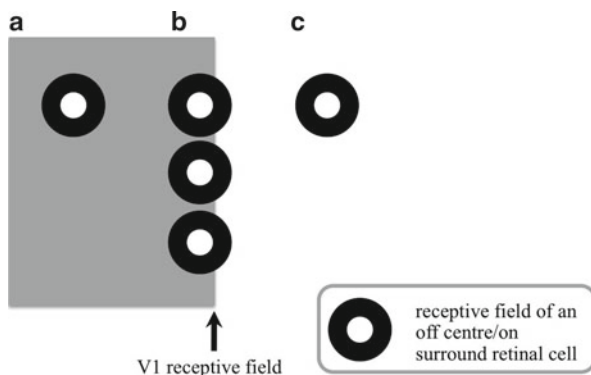 a b c
receptive field of an
off centre/on
surround retinal cell
V1 receptive field